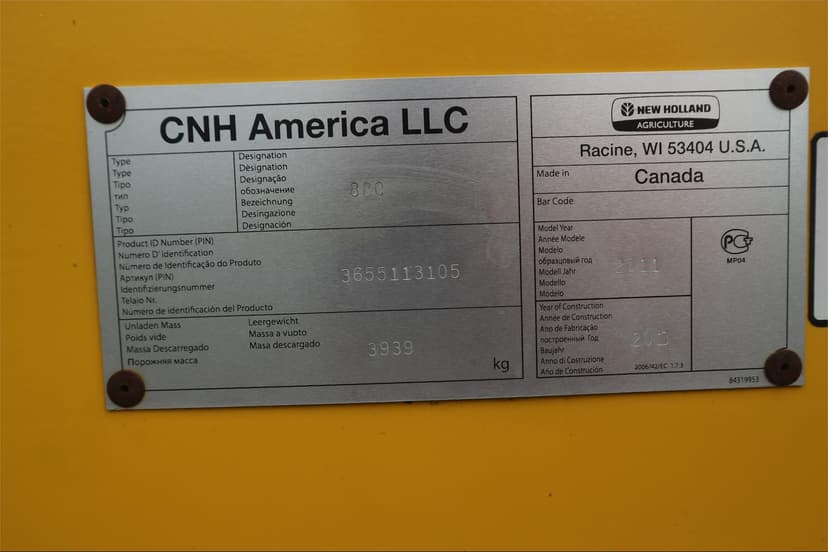 CNH America LLC
Type
Type
Tipo
тип
Typ
Tipo
Tipo
Designation
Dèsignation
Designação
обозначение
Bezeichnung
Desingazione
Designación
Product ID Number (PIN)
Numero D' Identification
Número de Identificação do Produto
Артикул (PIN)
Identifizierungsnummer
Telaio Nr.
Número de identificación del Producto
3655113105
Unladen Mass
Poids vide
Massa Descarregado
Порожняя масса
Leergewicht
Massa a vuoto
Masa descargado
3939
kg
NEW HOLLAND
AGRICULTURE
Racine, WI 53404 U.S.A.
Made in
Canada
Bar Code
Model Year
Année Modele
Modelo
образцовый год
Modell Jahr
Modello
Modelo
PCT
MP04
Year of Construction
Année de Construction
Ano de Fabricação
построенный Год
Baujahr
Anno di Costruzione
Año de Construción
2006/42/EC 1.7.3
84319953